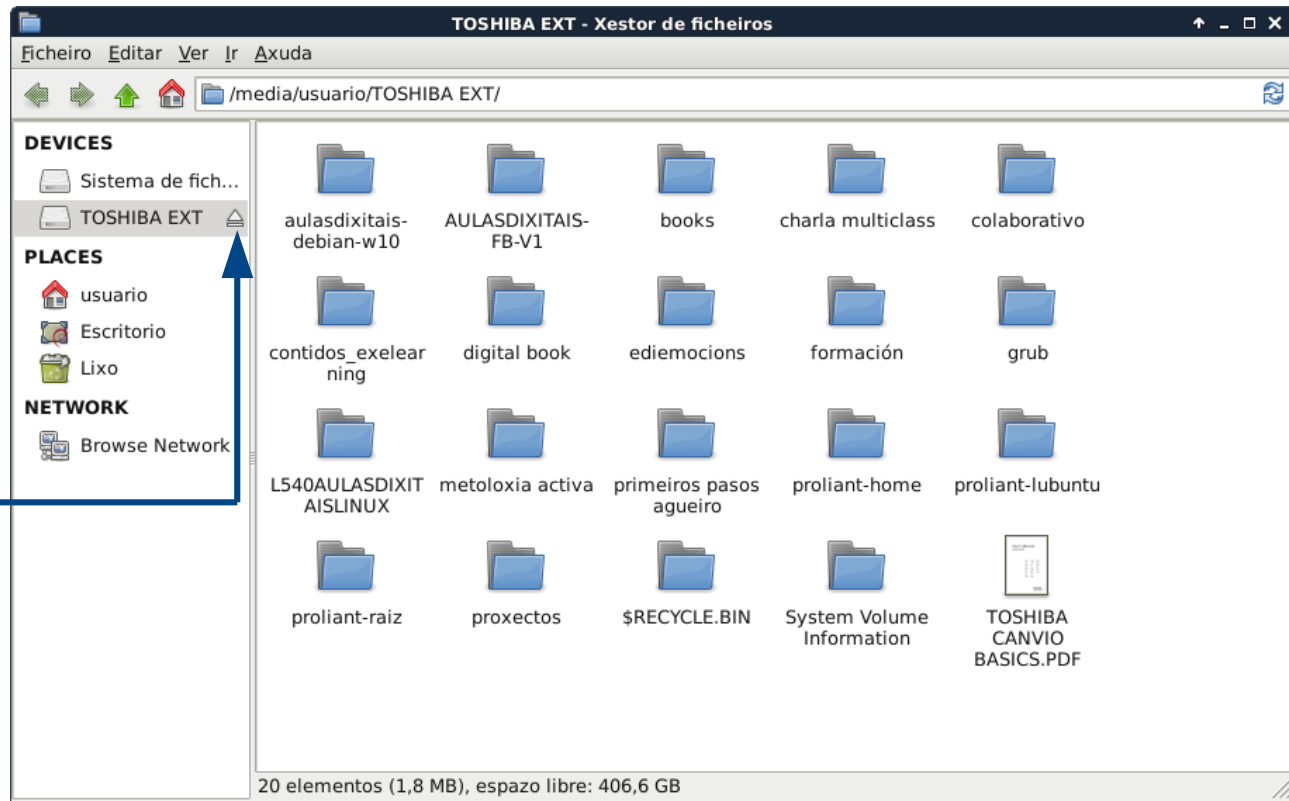 TOSHIBA EXT - Xestor de ficheiros
Ficheiro Editar Ver Ir Axuda
/media/usuario/TOSHIBA EXT/
DEVICES
Sistema de fich...
TOSHIBA EXT
PLACES
usuario
Escritorio
Lixo
NETWORK
Browse Network
aulasdixitais-
debian-w10
AULASDIXITAIS-
FB-V1
books
charla multiclass
colaborativo
contidos_exelear
ning
digital book
ediemocions
formación
grub
L540AULASDIXIT
AISLINUX
metoloxia activa
primeiros pasos
agueiro
proliant-home
proliant-lubuntu
proliant-raiz
proxectos
$RECYCLE.BIN
System Volume
Information
TOSHIBA
CANVIO
BASICS.PDF
20 elementos (1,8 MB), espazo libre: 406,6 GB